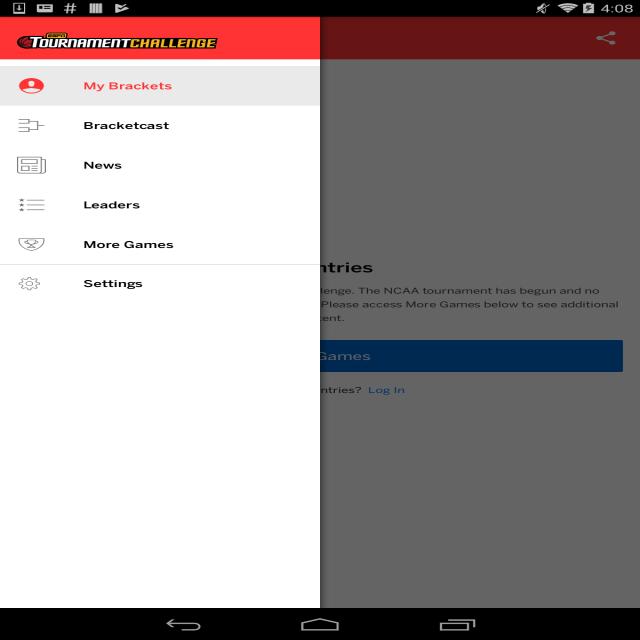 4:08
ESPN
TOURNAMENT CHALLENGE
My Brackets
Bracketcast
News
Leaders
More Games
Settings
ntries
lenge. The NCAA tournament has begun and no
Please access More Games below to see additional
ent.
Games
ntries? Log In